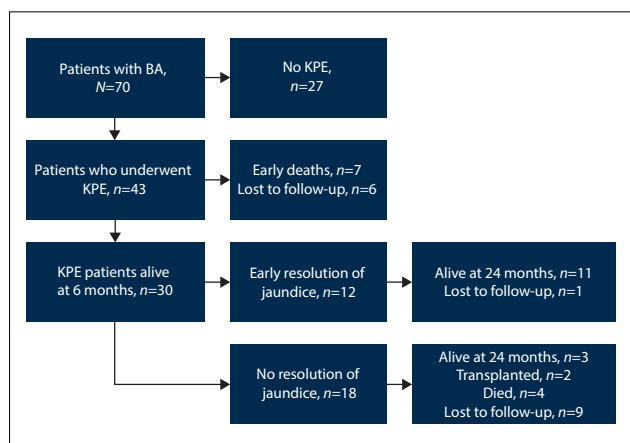 Patients with BA,
N=70
No KPE,
n=27
Patients who underwent
KPE, n=43
Early deaths, n=7
Lost to follow-up, n=6
KPE patients alive
at 6 months, n=30
Early resolution of
jaundice, n=12
Alive at 24 months, n=11
Lost to follow-up, n=1
No resolution of
jaundice, n=18
Alive at 24 months, n=3
Transplanted, n=2
Died, n=4
Lost to follow-up, n=9